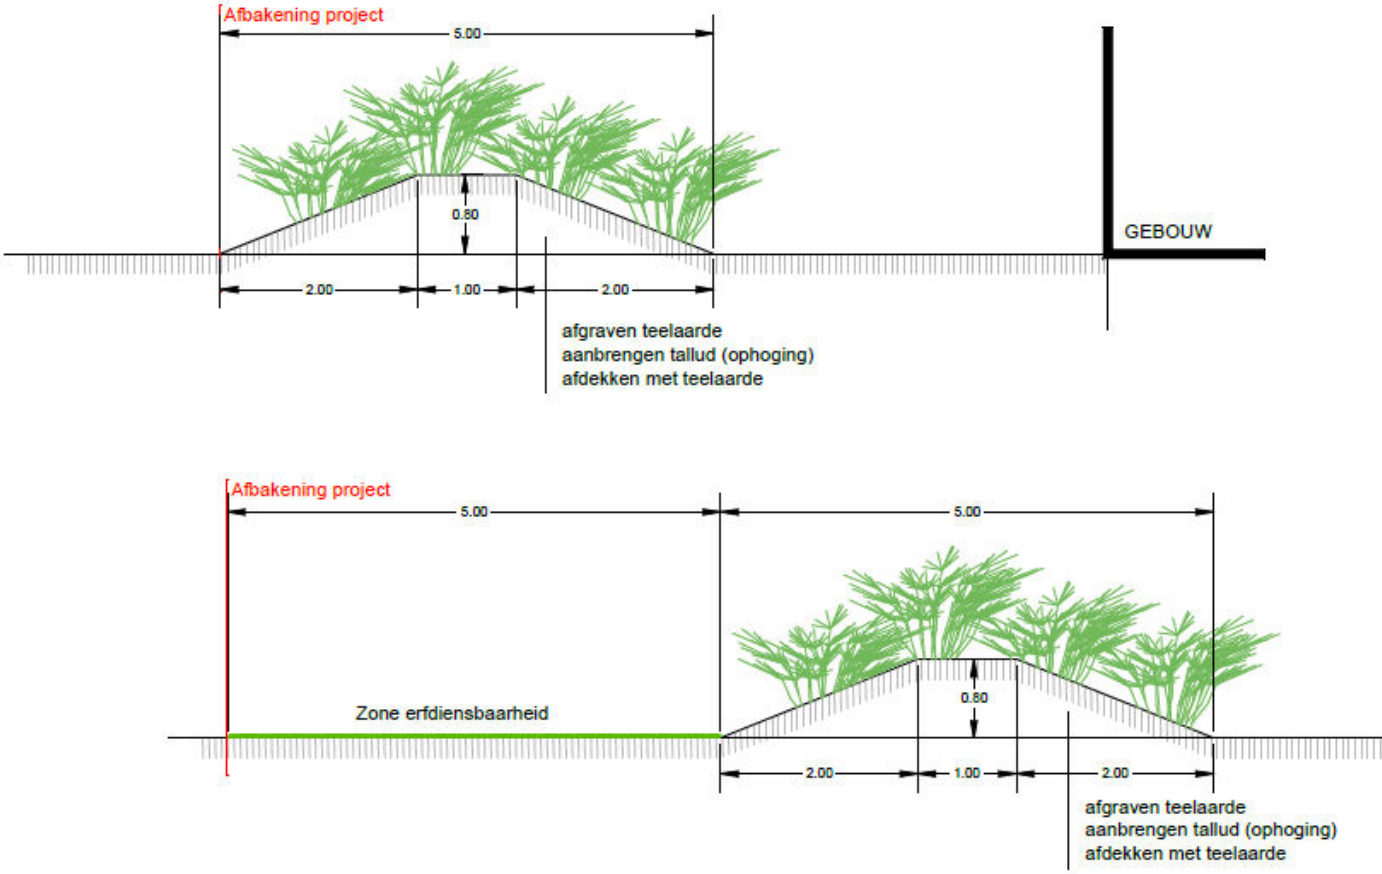 Afbakening project
5.00
0.80
GEBOUW
2.00 1.00 2.00
afgraven teelaarde
aanbrengen tallud (ophoging)
afdekken met teelaarde
Afbakening project
5.00 5.00
0.80
Zone erfdiensbaarheid
2.00 1.00 2.00
afgraven teelaarde
aanbrengen tallud (ophoging)
afdekken met teelaarde